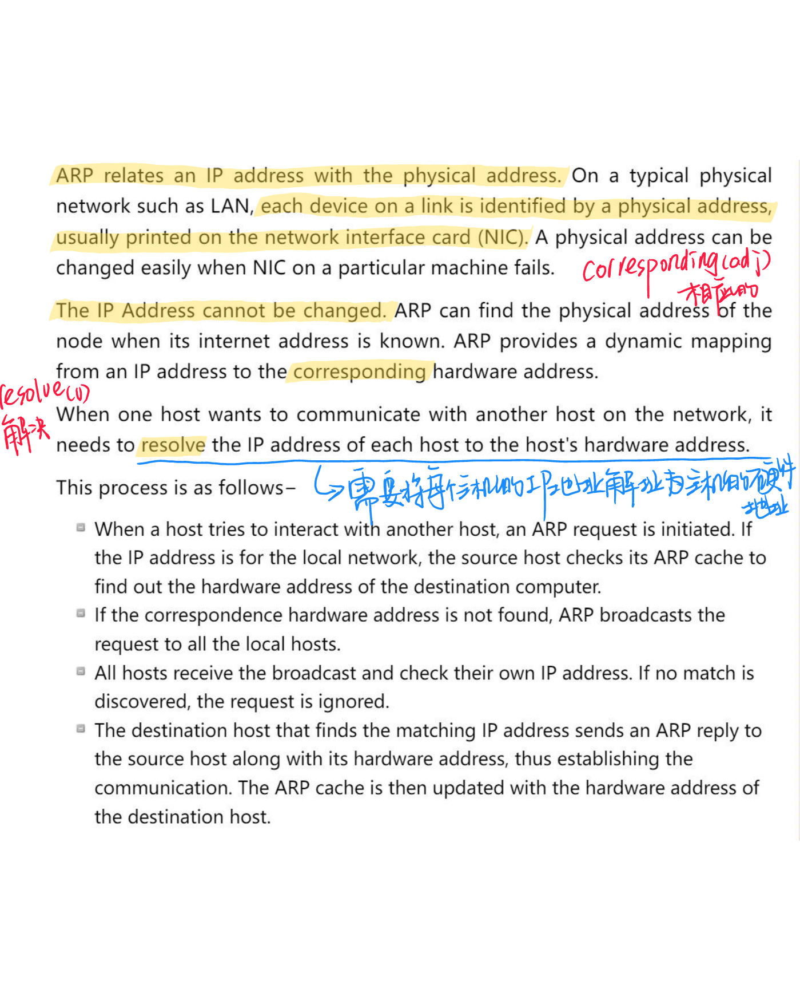 ARP relates an IP address with the physical address. On a typical physical
network such as LAN, each device on a link is identified by a physical address,
usually printed on the network interface card (NIC). A physical address can be
changed easily when NIC on a particular machine fails.
corresponding(adj)
相应的
The IP Address cannot be changed. ARP can find the physical address of the
node when its internet address is known. ARP provides a dynamic mapping
from an IP address to the corresponding hardware address.
resolve(v)
解决
When one host wants to communicate with another host on the network, it
needs to resolve the IP address of each host to the host's hardware address.
This process is as follows–
需要将每位机的IP地址解址为主机的硬件
地址
When a host tries to interact with another host, an ARP request is initiated. If
the IP address is for the local network, the source host checks its ARP cache to
find out the hardware address of the destination computer.
If the correspondence hardware address is not found, ARP broadcasts the
request to all the local hosts.
All hosts receive the broadcast and check their own IP address. If no match is
discovered, the request is ignored.
The destination host that finds the matching IP address sends an ARP reply to
the source host along with its hardware address, thus establishing the
communication. The ARP cache is then updated with the hardware address of
the destination host.